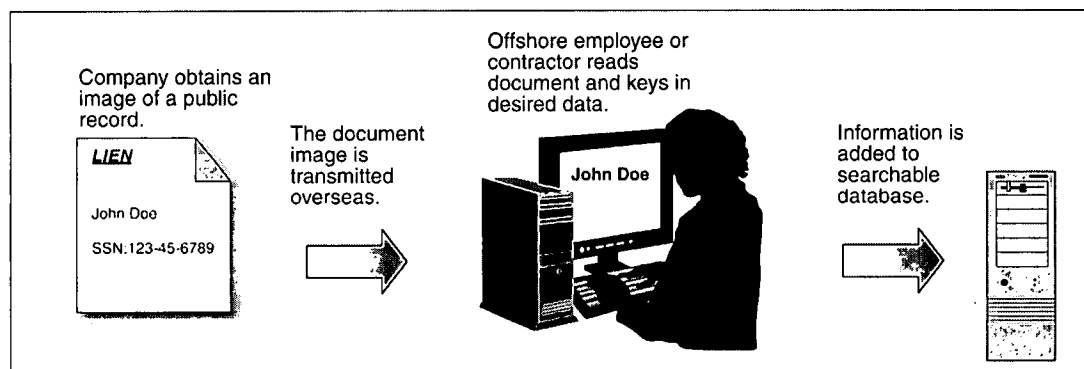 Company obtains an
image of a public
record.
LIEN
John Doe
SSN:123-45-6789
The document
image is
transmitted
overseas.
Offshore employee or
contractor reads
document and keys in
desired data.
John Doe
Information is
added to
searchable
database.